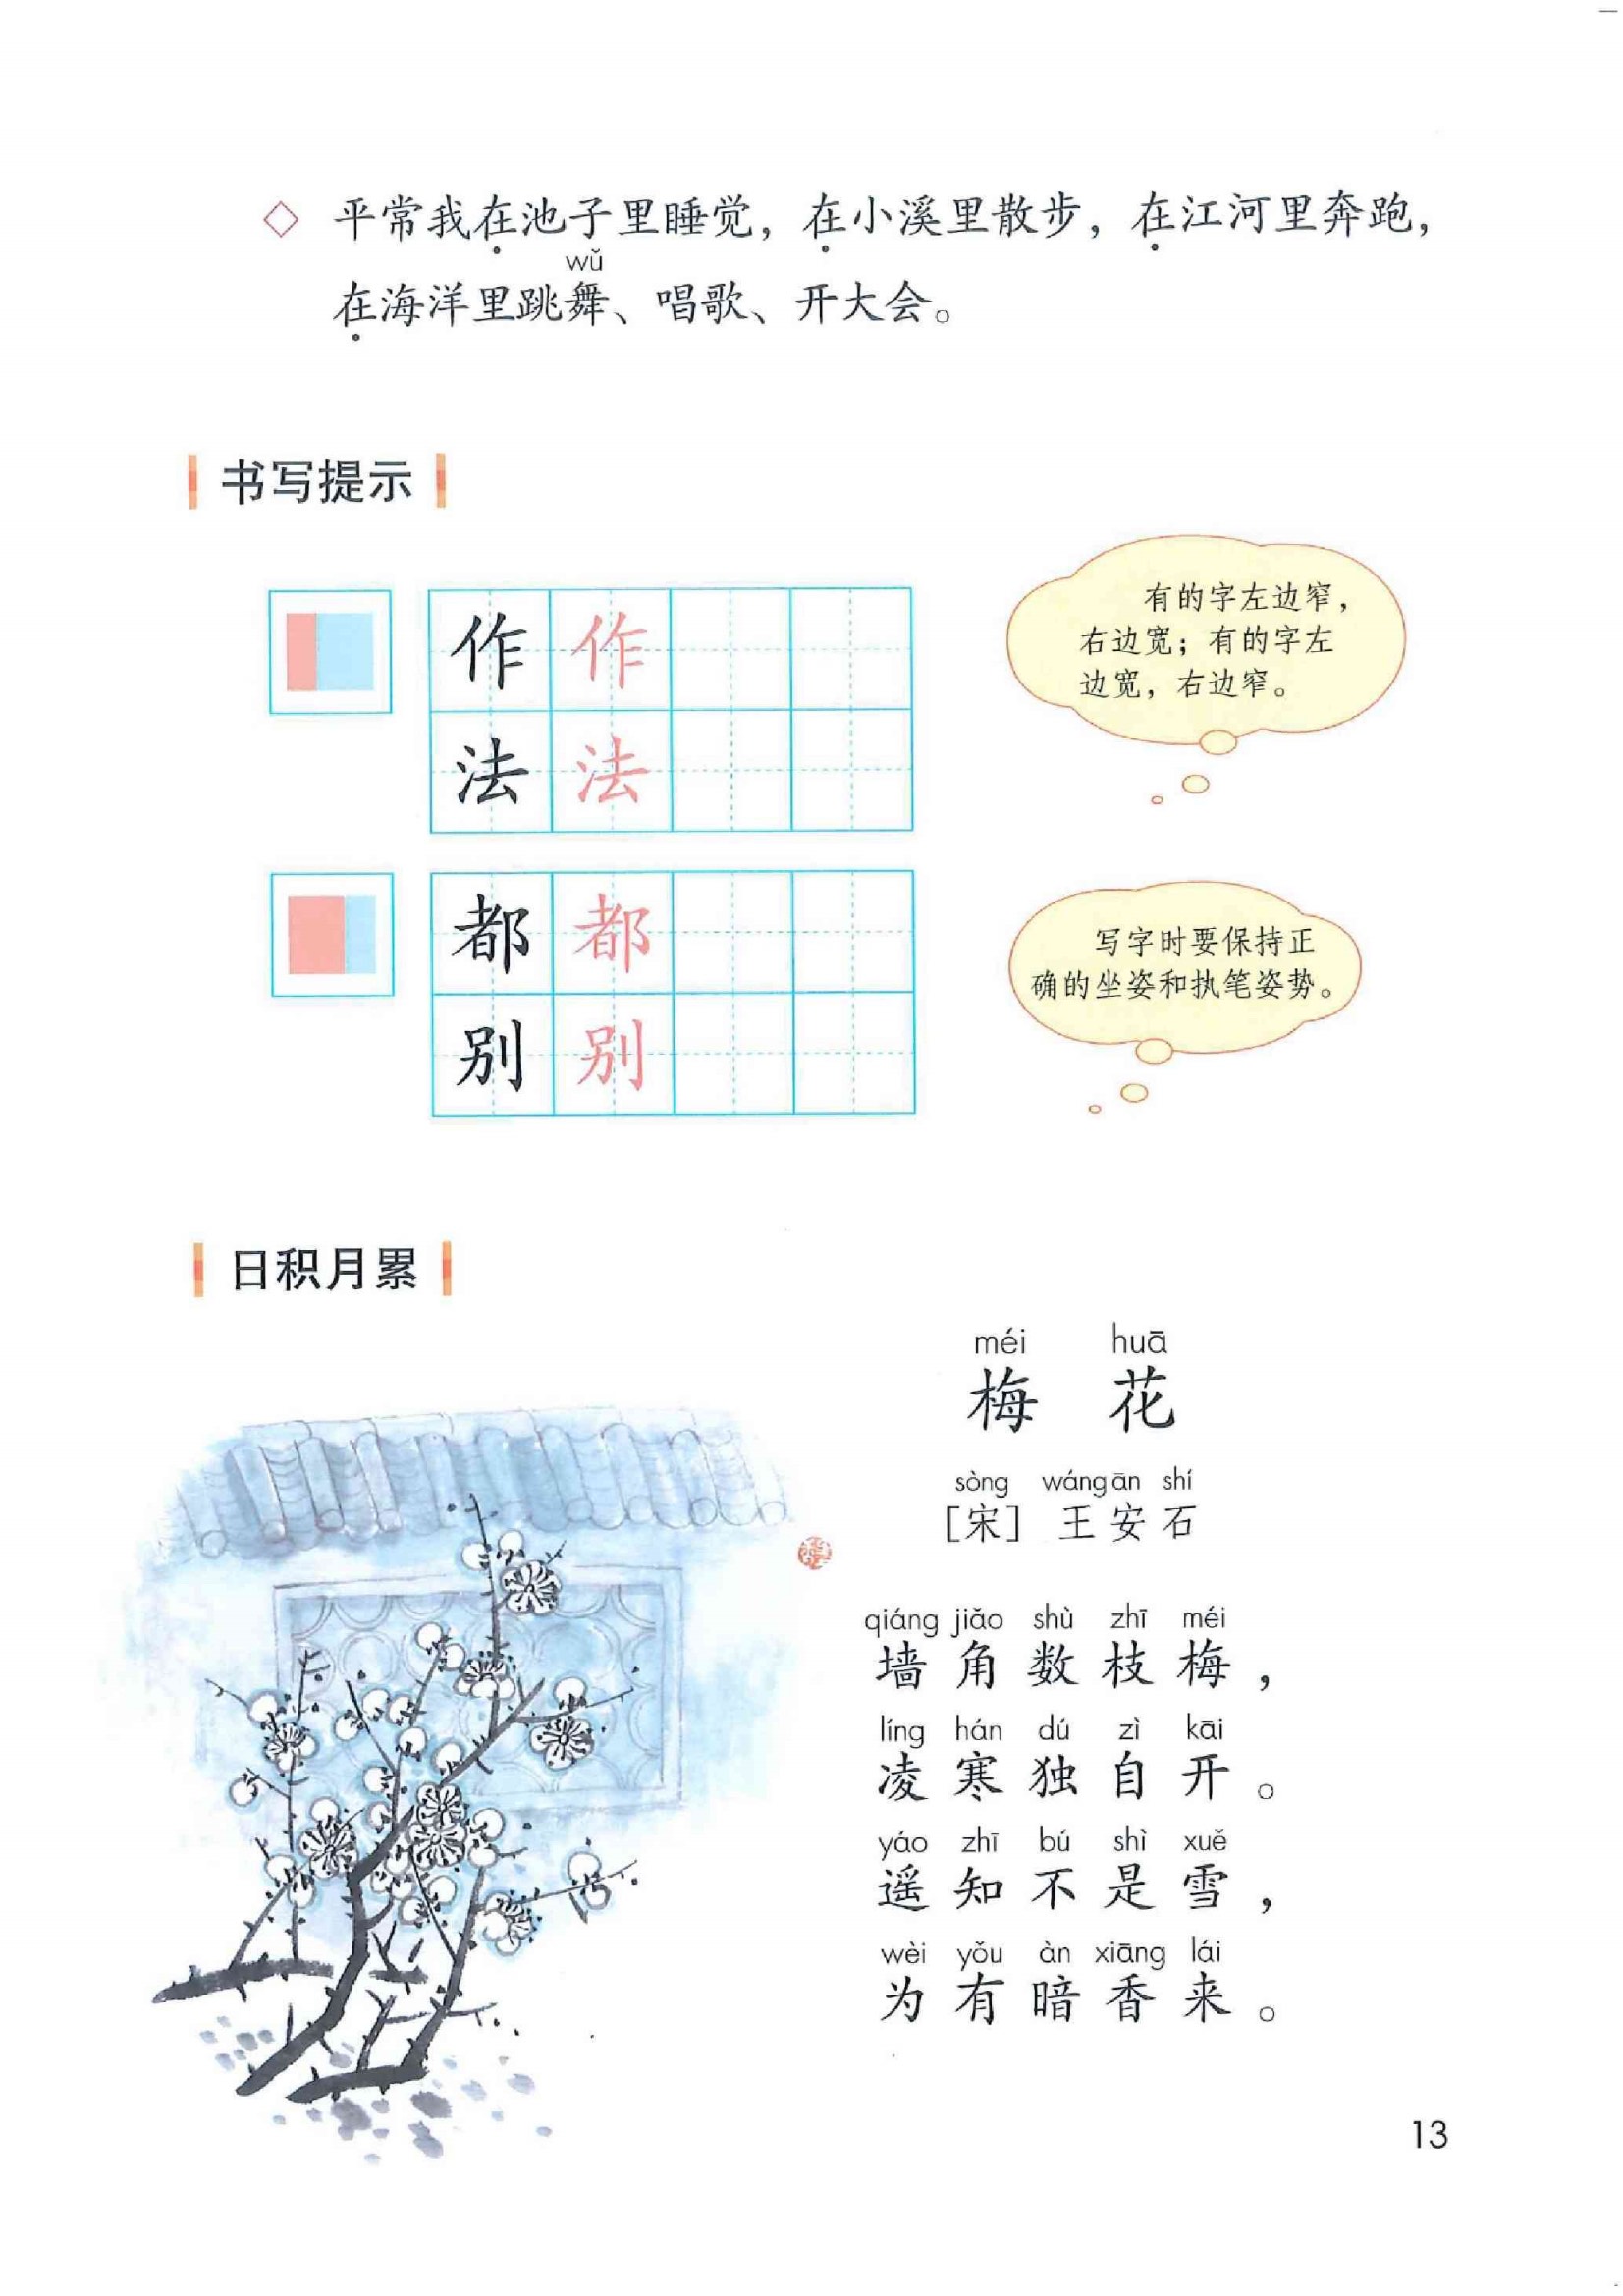 ◇ 平常我在池子里睡觉，在小溪里散步，在江河里奔跑，
wǔ
在海洋里跳舞、唱歌、开大会。
书写提示
作 作
法 法
有的字左边窄，
右边宽；有的字左
边宽，右边窄。
都 都
别 别
写字时要保持正
确的坐姿和执笔姿势。
日积月累
méi huā
梅 花
sòng wáng ān shí
［宋］ 王安石
qiáng jiǎo shù zhī méi
墙角数枝梅，
líng hán dú zì kāi
凌寒独自开。
yáo zhī bú shì xuě
遥知不是雪，
wèi yǒu àn xiāng lái
为有暗香来。
13